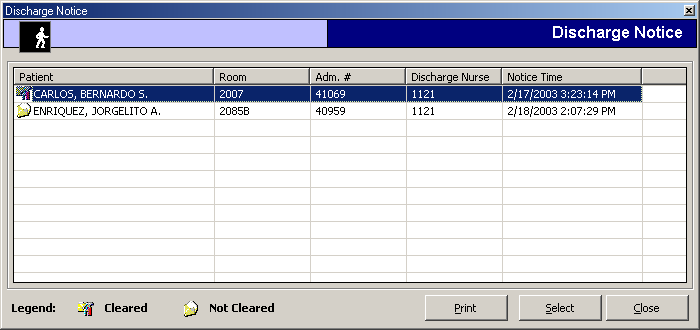 Discharge Notice
Discharge Notice
Patient Room Adm. # Discharge Nurse Notice Time
CARLOS, BERNARDO S. 2007 41069 1121 2/17/2003 3:23:14 PM
ENRIQUEZ, JORGELITO A. 2085B 40959 1121 2/18/2003 2:07:29 PM
Legend: Cleared Not Cleared Print Select Close